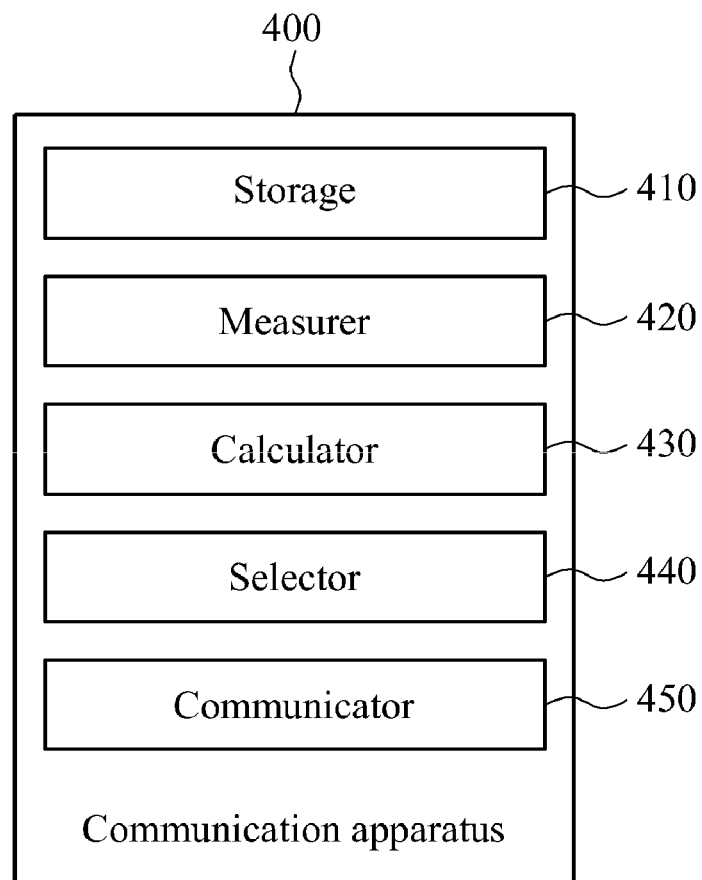 400
Storage 410
Measurer 420
Calculator 430
Selector 440
Communicator 450
Communication apparatus